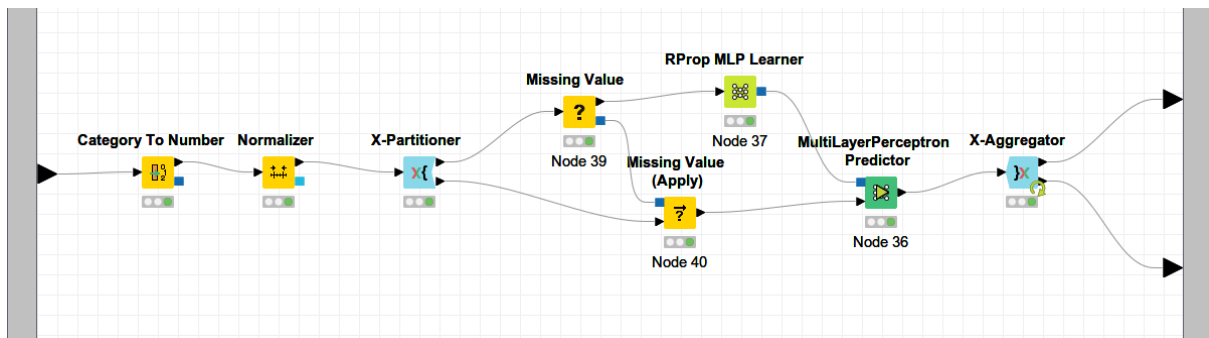 Category To Number
Normalizer
X-Partitioner
Missing Value
Node 39
RProp MLP Learner
Node 37
Missing Value
(Apply)
Node 40
MultiLayerPerceptron
Predictor
Node 36
X-Aggregator